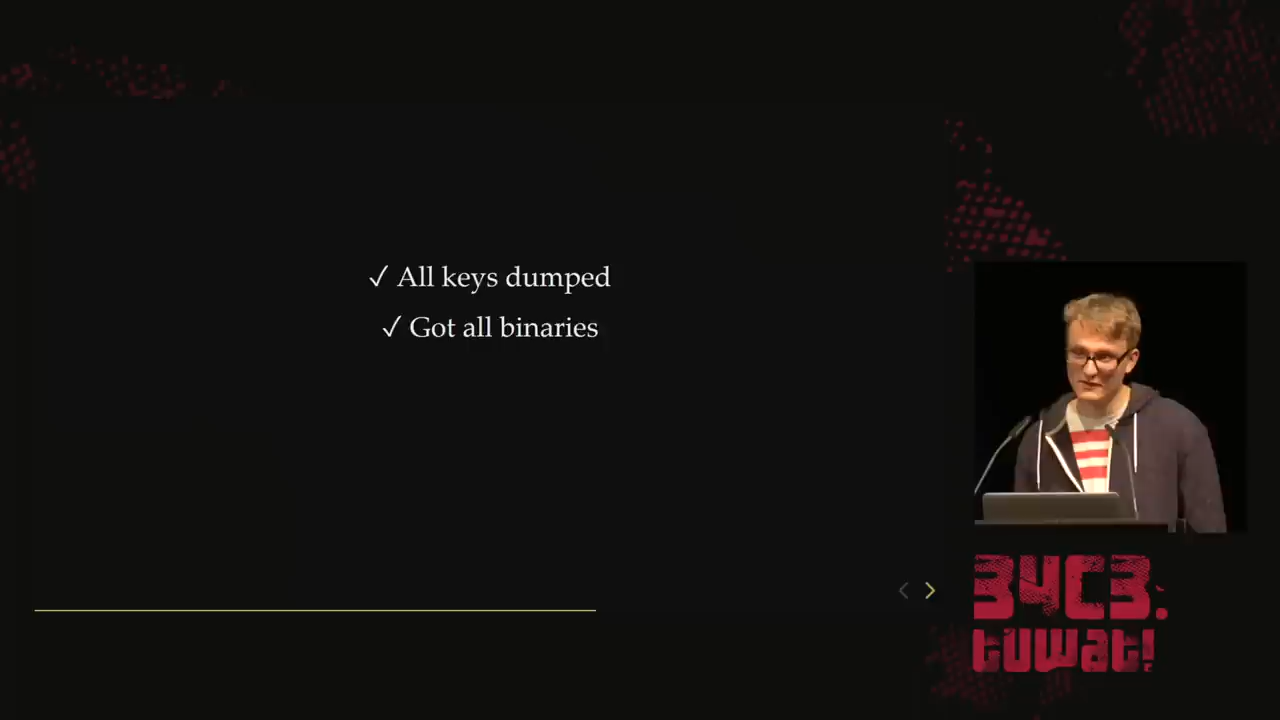 ✓ All keys dumped
✓ Got all binaries
34C3:
tuwat!